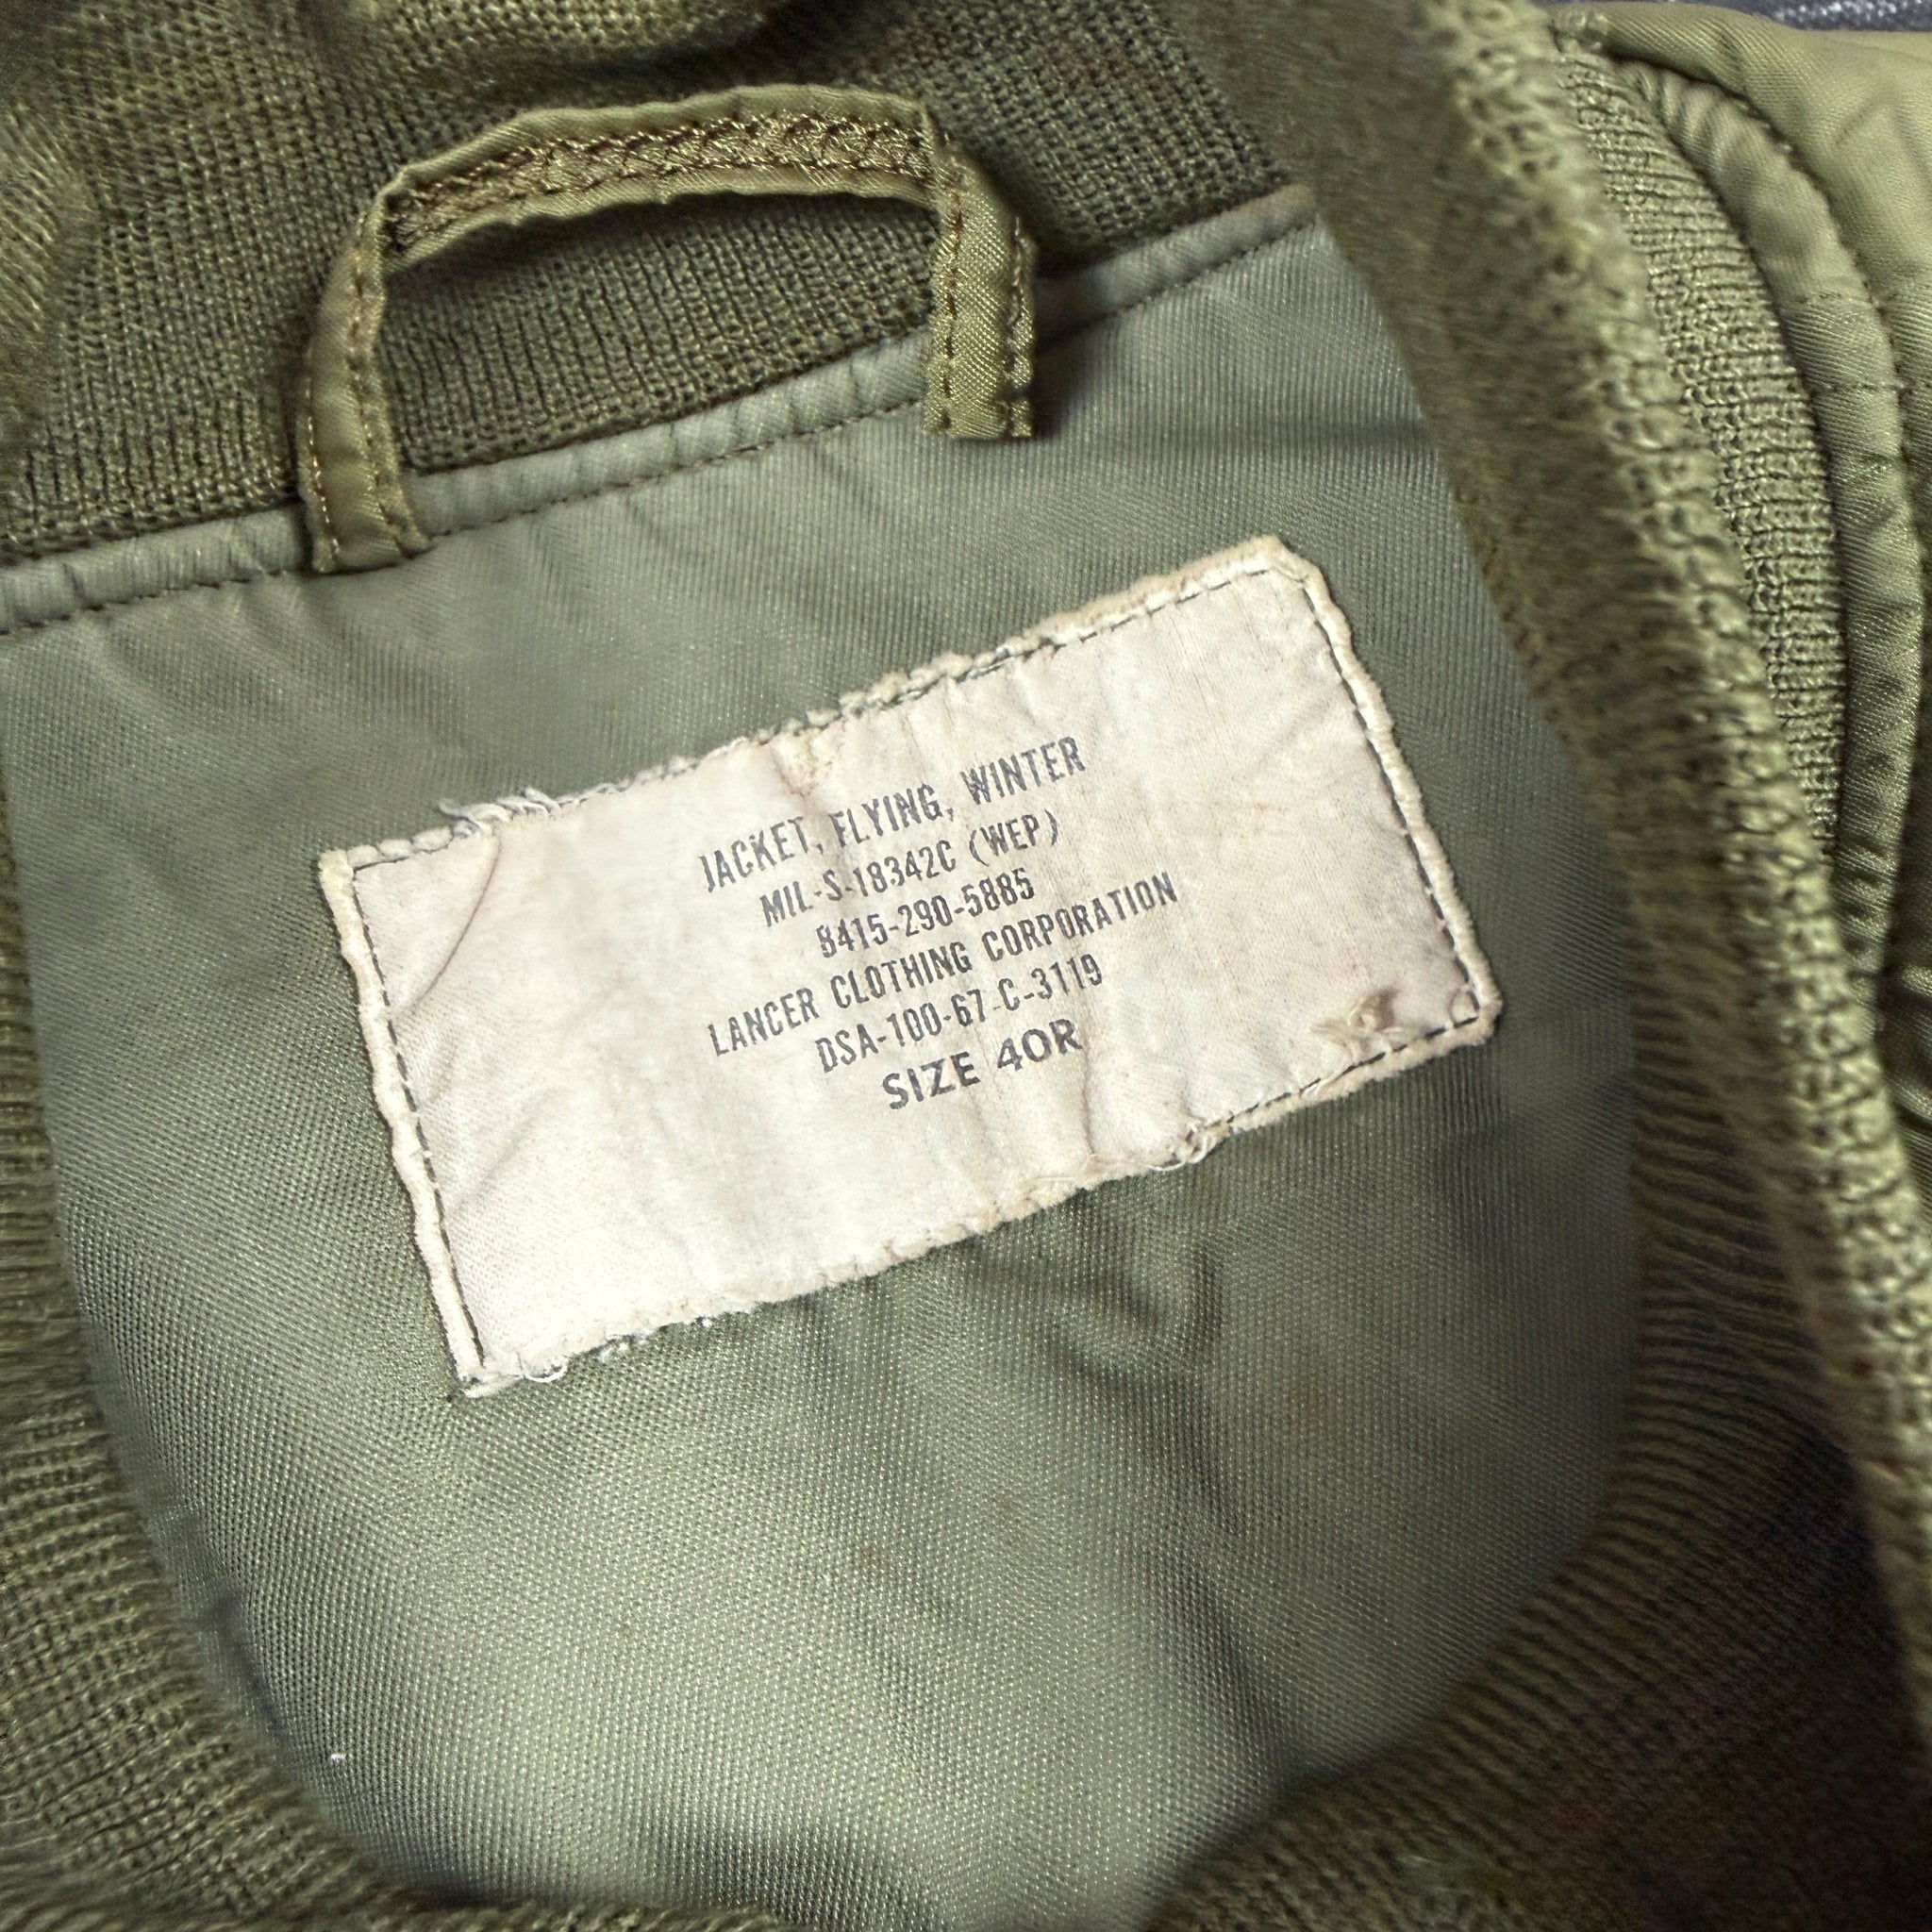 JACKET, FLYING, WINTER
MIL-S-18342C (WEP)
8415-290-5885
LANCER CLOTHING CORPORATION
DSA-100-67-C-3119
SIZE 40R